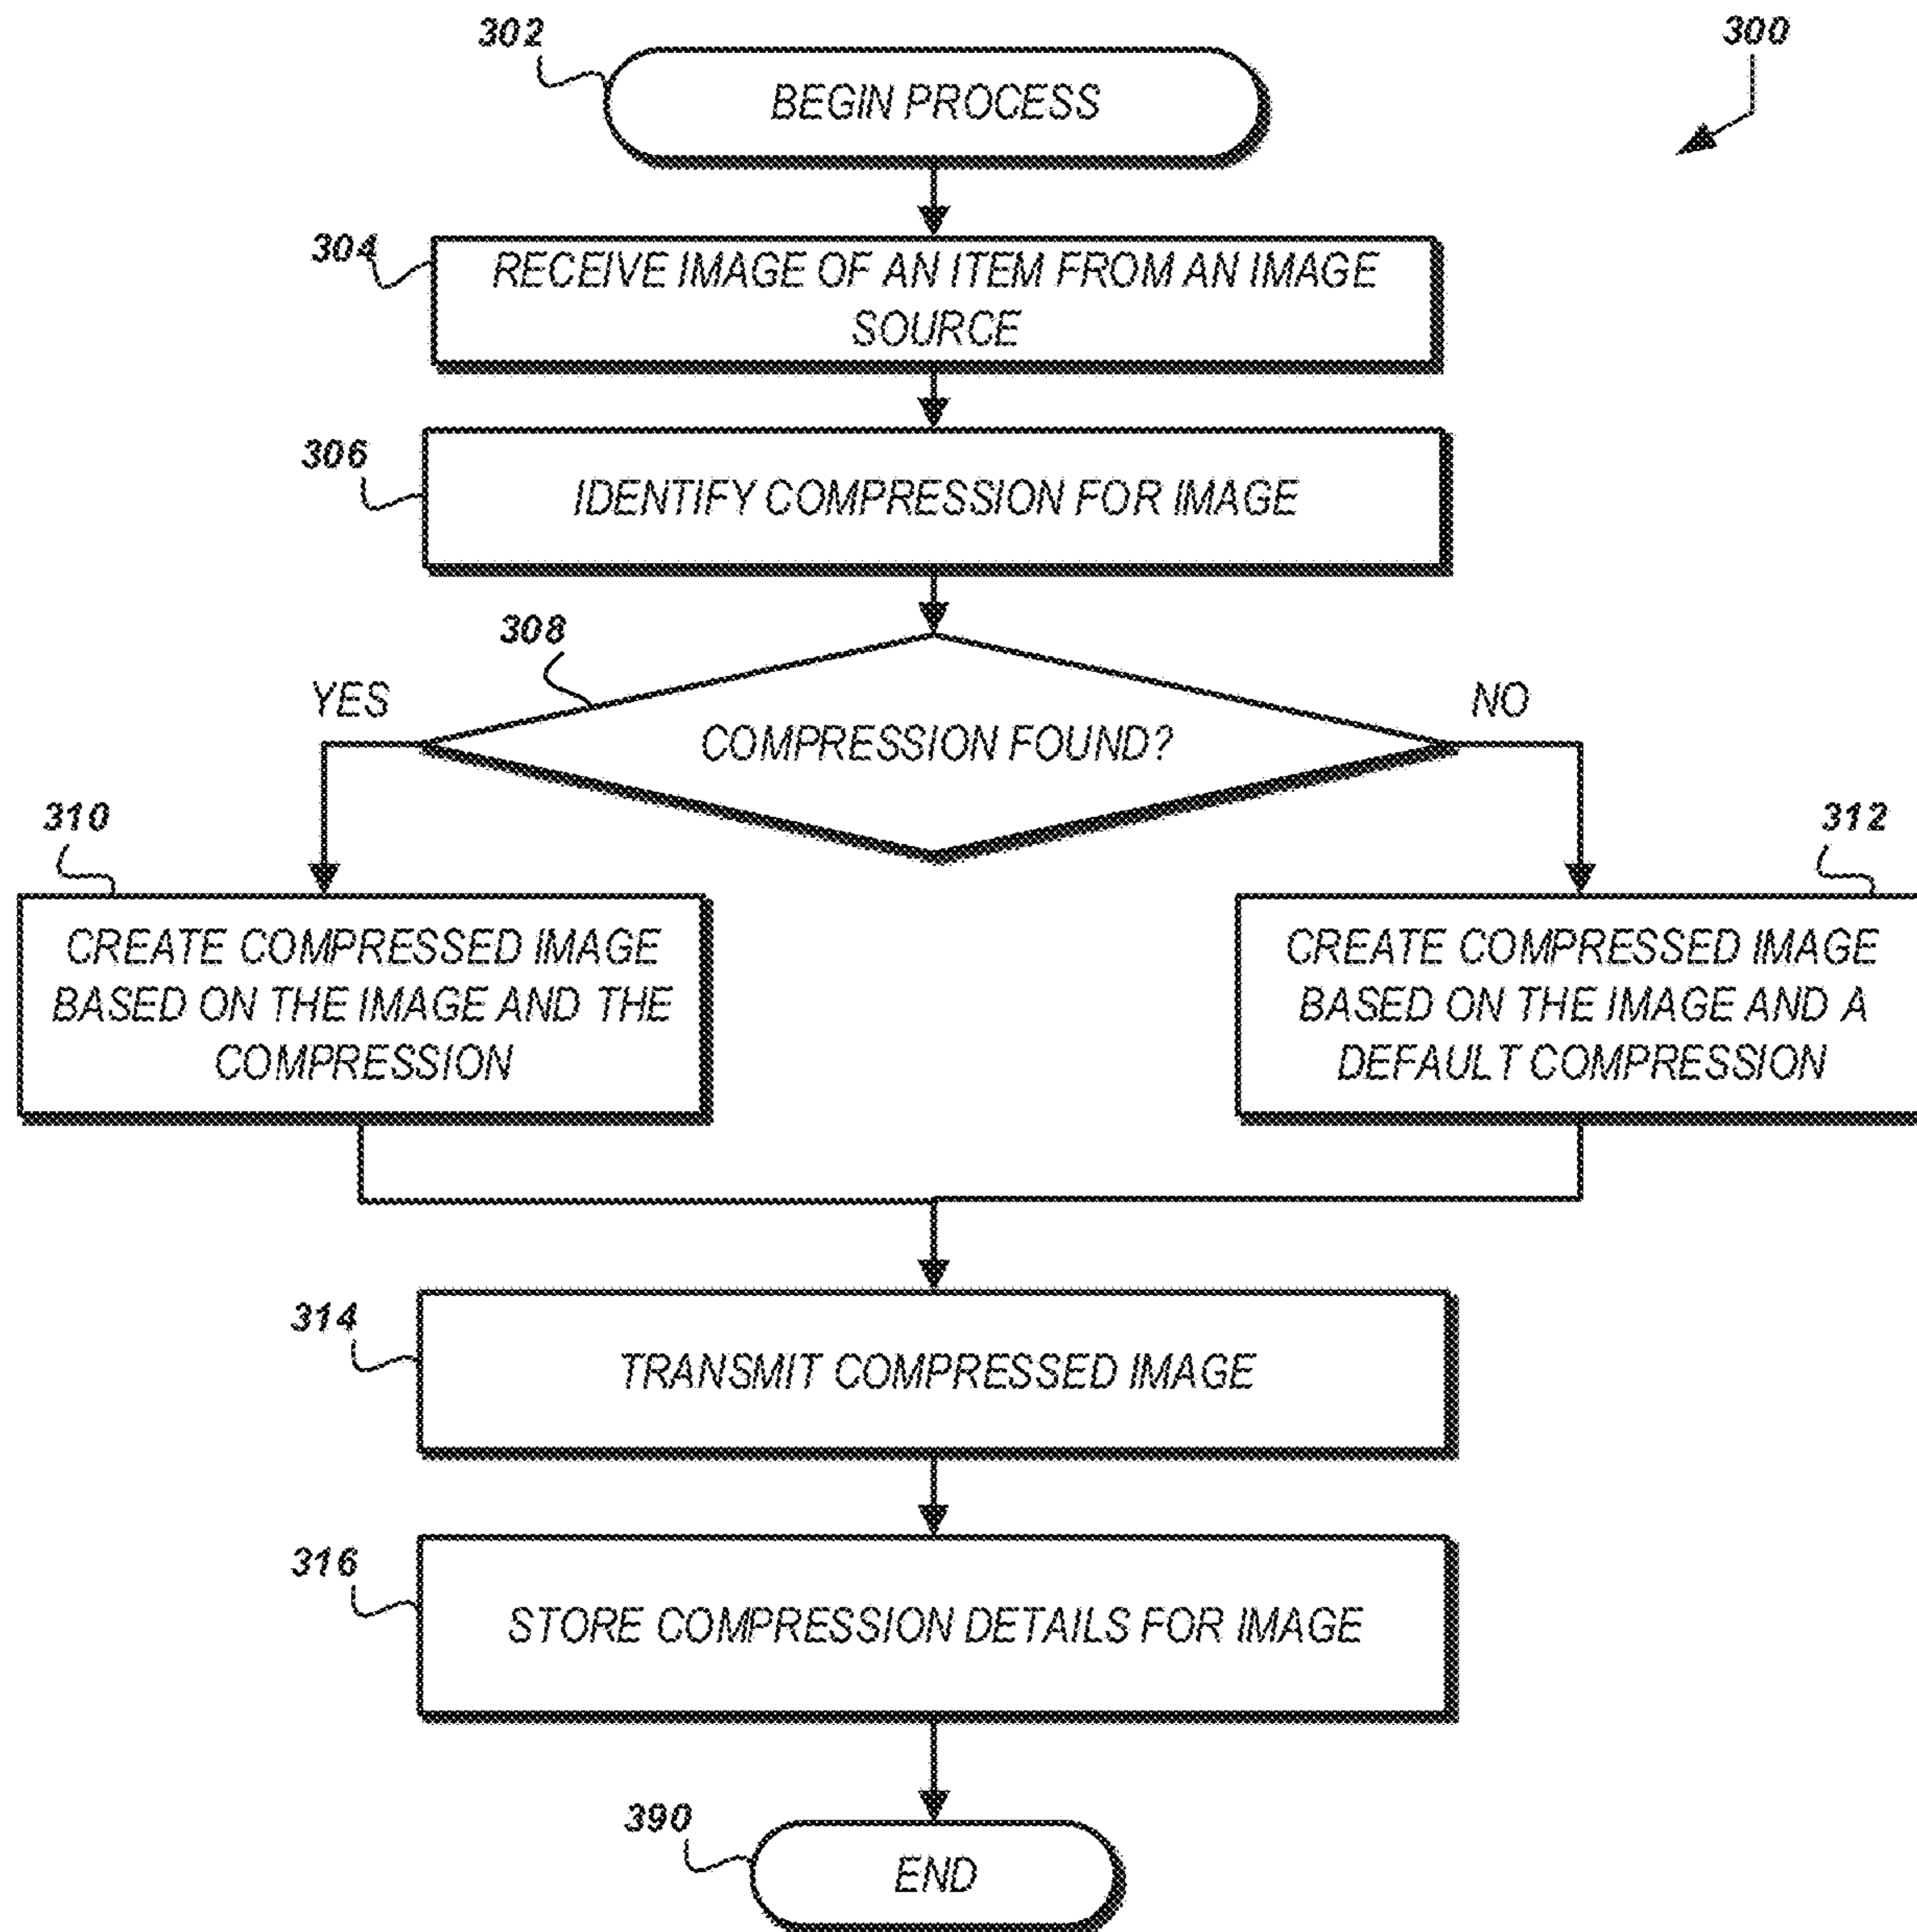 302
300
BEGIN PROCESS
304
RECEIVE IMAGE OF AN ITEM FROM AN IMAGE
SOURCE
306
IDENTIFY COMPRESSION FOR IMAGE
308
YES
NO
COMPRESSION FOUND?
310
312
CREATE COMPRESSED IMAGE
BASED ON THE IMAGE AND THE
COMPRESSION
CREATE COMPRESSED IMAGE
BASED ON THE IMAGE AND A
DEFAULT COMPRESSION
314
TRANSMIT COMPRESSED IMAGE
316
STORE COMPRESSION DETAILS FOR IMAGE
390
END